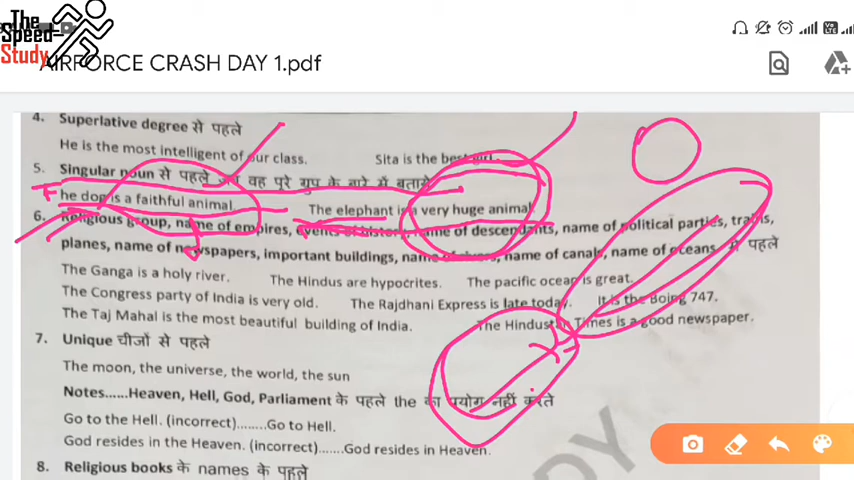 The
Speed
Study
AIRFORCE CRASH DAY 1.pdf
4. Superlative degree से पहले
He is the most intelligent of our class. Sita is the best girl.
5. Singular noun से पहले जब वह पूरे ग्रुप के बारे में बताये
The dog is a faithful animal. The elephant is a very huge animal.
6. Religious group, name of empires, events of history, name of descendants, name of political parties, trains,
planes, name of newspapers, important buildings, name of rivers, name of canals, name of oceans से पहले
The Ganga is a holy river. The Hindus are hypocrites. The pacific ocean is great.
The Congress party of India is very old. The Rajdhani Express is late today. It is the Boing 747.
The Taj Mahal is the most beautiful building of India. The Hindustan Times is a good newspaper.
7. Unique चीजों से पहले
The moon, the universe, the world, the sun
Notes......Heaven, Hell, God, Parliament के पहले the का प्रयोग नहीं करते
Go to the Hell. (incorrect)........Go to Hell.
God resides in the Heaven. (incorrect)......God resides in Heaven.
8. Religious books के names के पहले